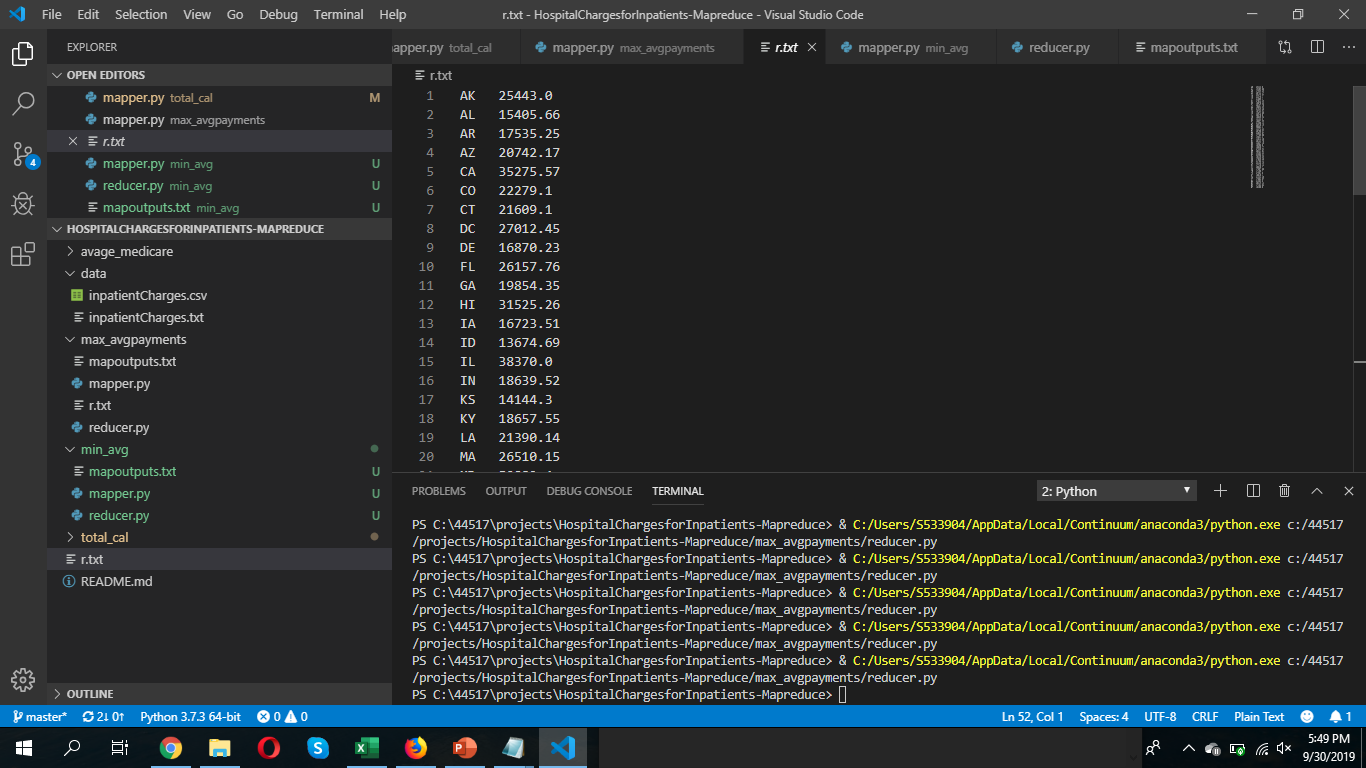 File Edit Selection View Go Debug Terminal Help
r.txt - HospitalChargesforInpatients-Mapreduce - Visual Studio Code
EXPLORER
OPEN EDITORS
mapper.py total_cal M
mapper.py max_avgpayments
r.txt
mapper.py min_avg U
reducer.py min_avg U
mapoutputs.txt min_avg U
HOSPITALCHARGESFORINPATIENTS-MAPREDUCE
avage_medicare
data
inpatientCharges.csv
inpatientCharges.txt
max_avgpayments
mapoutputs.txt
mapper.py
r.txt
reducer.py
min_avg
mapoutputs.txt U
mapper.py U
reducer.py U
total_cal
r.txt
README.md
OUTLINE
4
apper.py total_cal
mapper.py max_avgpayments
r.txt
mapper.py min_avg
reducer.py
mapoutputs.txt
r.txt
1 AK 25443.0
2 AL 15405.66
3 AR 17535.25
4 AZ 20742.17
5 CA 35275.57
6 CO 22279.1
7 CT 21609.1
8 DC 27012.45
9 DE 16870.23
10 FL 26157.76
11 GA 19854.35
12 HI 31525.26
13 IA 16723.51
14 ID 13674.69
15 IL 38370.0
16 IN 18639.52
17 KS 14144.3
18 KY 18657.55
19 LA 21390.14
20 MA 26510.15
PROBLEMS OUTPUT DEBUG CONSOLE TERMINAL 2: Python
PS C:\44517\projects\HospitalChargesforInpatients-Mapreduce> & C:/Users/S533904/AppData/Local/Continuum/anaconda3/python.exe c:/44517
/projects/HospitalChargesforInpatients-Mapreduce/max_avgpayments/reducer.py
PS C:\44517\projects\HospitalChargesforInpatients-Mapreduce> & C:/Users/S533904/AppData/Local/Continuum/anaconda3/python.exe c:/44517
/projects/HospitalChargesforInpatients-Mapreduce/max_avgpayments/reducer.py
PS C:\44517\projects\HospitalChargesforInpatients-Mapreduce> & C:/Users/S533904/AppData/Local/Continuum/anaconda3/python.exe c:/44517
/projects/HospitalChargesforInpatients-Mapreduce/max_avgpayments/reducer.py
PS C:\44517\projects\HospitalChargesforInpatients-Mapreduce> & C:/Users/S533904/AppData/Local/Continuum/anaconda3/python.exe c:/44517
/projects/HospitalChargesforInpatients-Mapreduce/max_avgpayments/reducer.py
PS C:\44517\projects\HospitalChargesforInpatients-Mapreduce> & C:/Users/S533904/AppData/Local/Continuum/anaconda3/python.exe c:/44517
/projects/HospitalChargesforInpatients-Mapreduce/max_avgpayments/reducer.py
PS C:\44517\projects\HospitalChargesforInpatients-Mapreduce>
master* 2↓ 0↑ Python 3.7.3 64-bit 0 0 Ln 52, Col 1 Spaces: 4 UTF-8 CRLF Plain Text 1
5:49 PM
9/30/2019